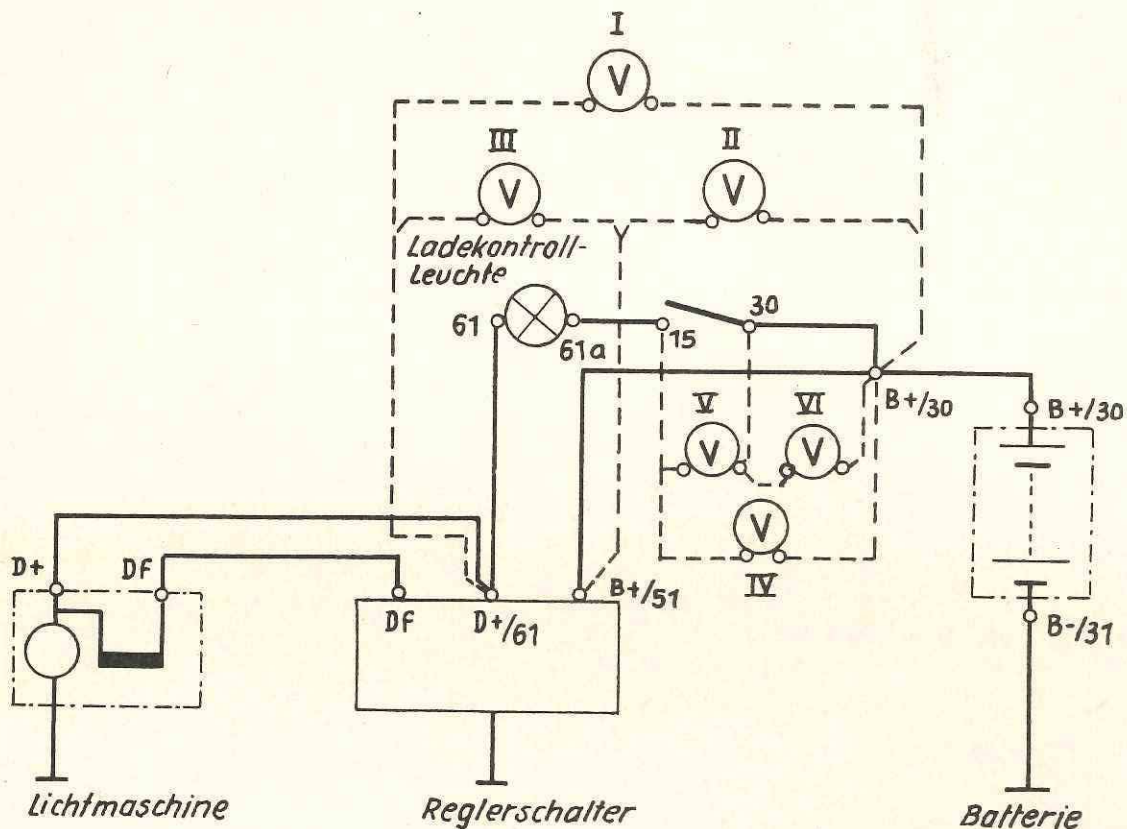 I
V
III
II
V
V
Ladekontroll-
Leuchte
61
61a
15
30
B+/30
B+/30
V
VI
V
V
V
IV
D+
DF
DF
D+/61
B+/51
B-/31
Lichtmaschine
Reglerschalter
Batterie